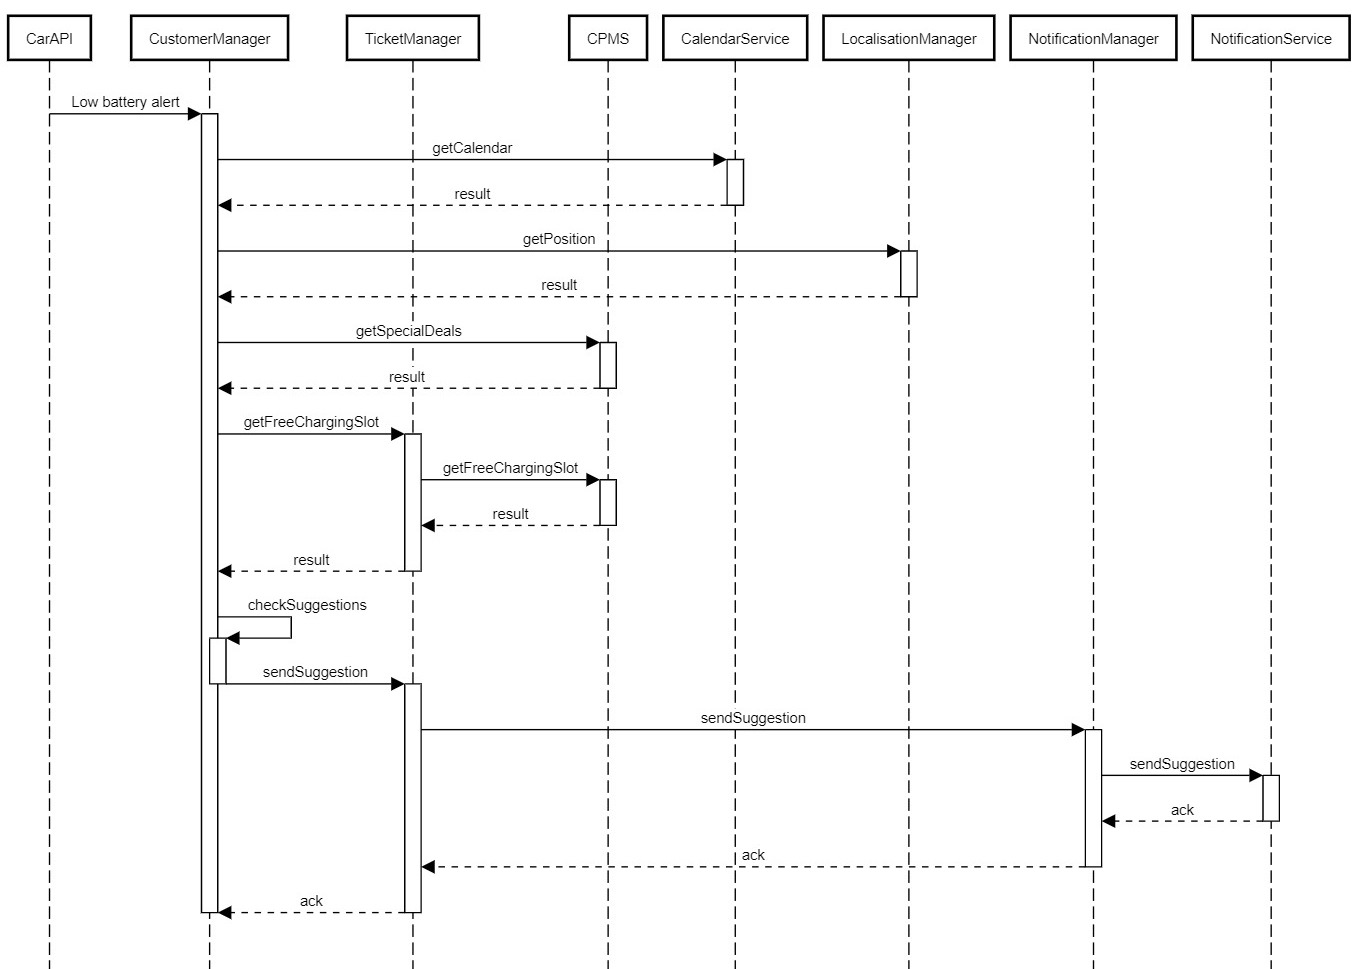 CarAPI
CustomerManager
TicketManager
CPMS
CalendarService
LocalisationManager
NotificationManager
NotificationService
Low battery alert
getCalendar
result
getPosition
result
getSpecialDeals
result
getFreeChargingSlot
getFreeChargingSlot
result
result
checkSuggestions
sendSuggestion
sendSuggestion
sendSuggestion
ack
ack
ack